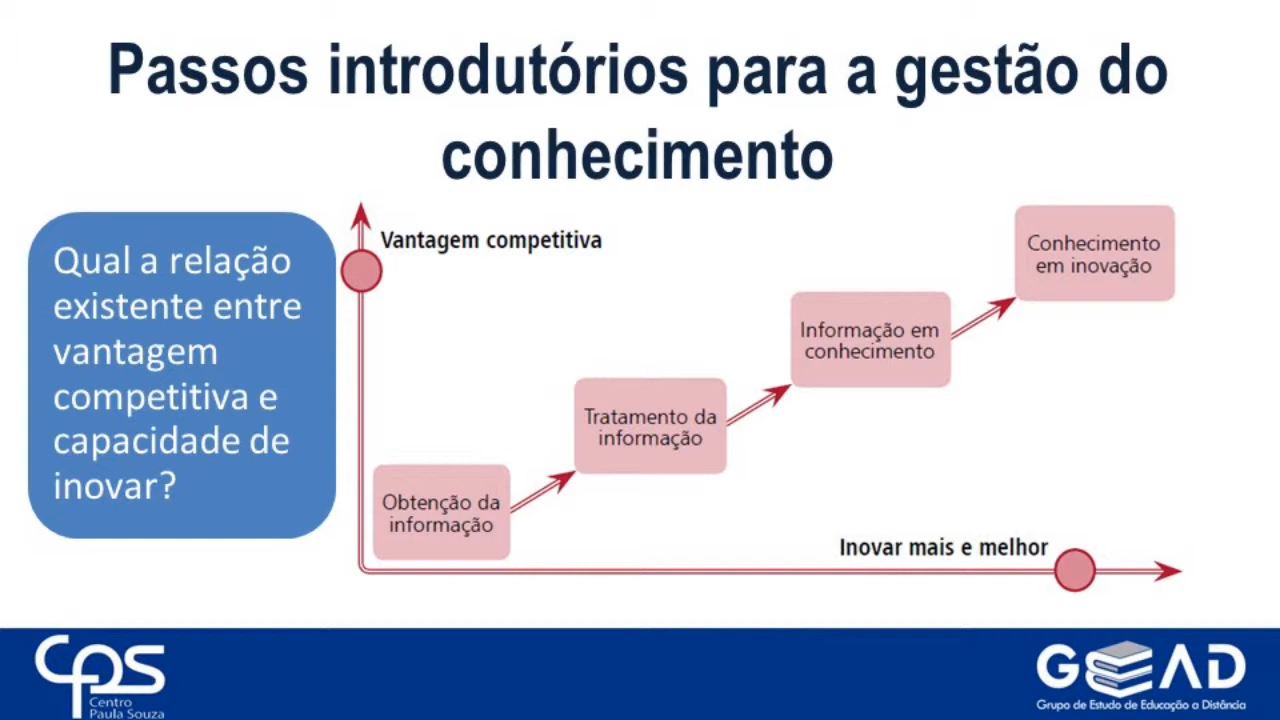 Passos introdutórios para a gestão do
conhecimento
Qual a relação
existente entre
vantagem
competitiva e
capacidade de
inovar?
Vantagem competitiva
Conhecimento
em inovação
Informação em
conhecimento
Tratamento da
informação
Obtenção da
informação
Inovar mais e melhor
CPS
Centro
Paula Souza
GEAD
Grupo de Estudo de Educação a Distância